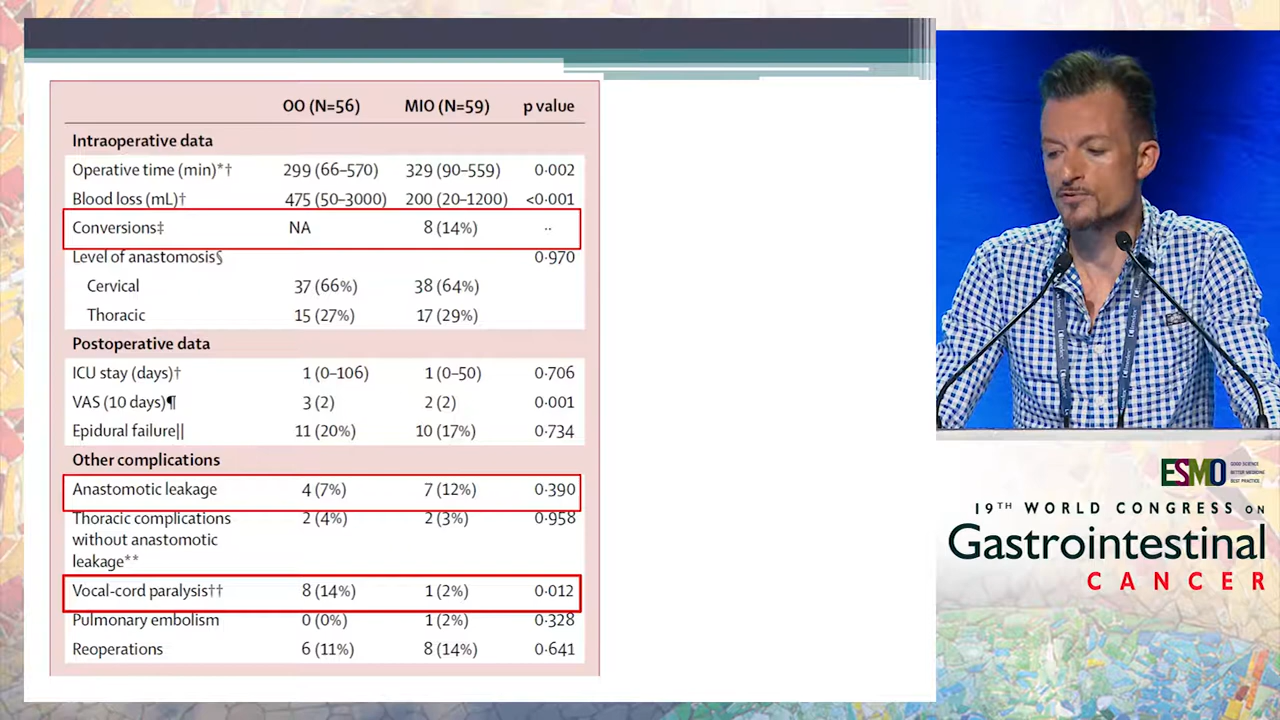 OO (N=56) MIO (N=59) p value
Intraoperative data
Operative time (min)*† 299 (66–570) 329 (90–559) 0·002
Blood loss (mL)† 475 (50–3000) 200 (20–1200) <0·001
Conversions‡ NA 8 (14%) ··
Level of anastomosis§ 0·970
Cervical 37 (66%) 38 (64%)
Thoracic 15 (27%) 17 (29%)
Postoperative data
ICU stay (days)† 1 (0–106) 1 (0–50) 0·706
VAS (10 days)¶ 3 (2) 2 (2) 0·001
Epidural failure|| 11 (20%) 10 (17%) 0·734
Other complications
Anastomotic leakage 4 (7%) 7 (12%) 0·390
Thoracic complications 2 (4%) 2 (3%) 0·958
without anastomotic
leakage**
Vocal-cord paralysis†† 8 (14%) 1 (2%) 0·012
Pulmonary embolism 0 (0%) 1 (2%) 0·328
Reoperations 6 (11%) 8 (14%) 0·641
ESMO
GOOD SCIENCE
BETTER MEDICINE
BEST PRACTICE
19TH WORLD CONGRESS ON
Gastrointestinal
CANCER